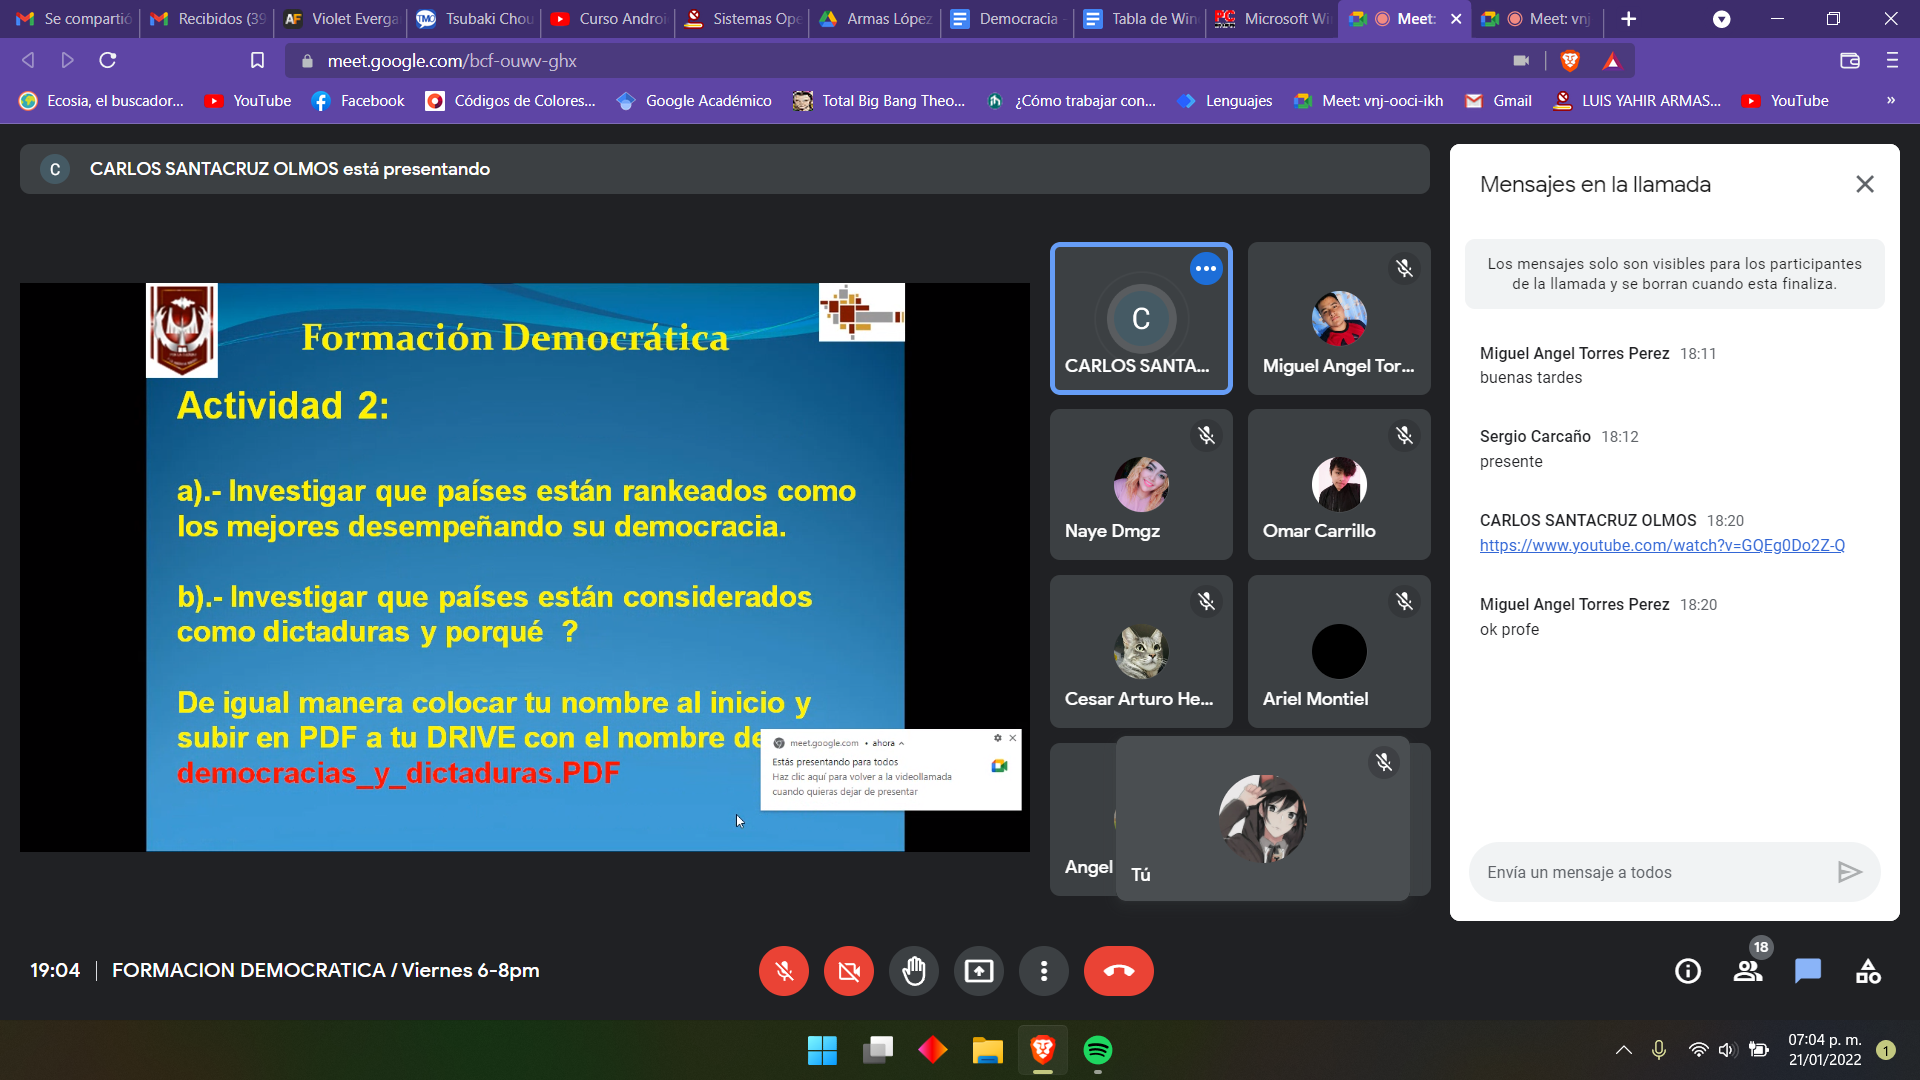 Se compartió
Recibidos (39
Violet Everga
Tsubaki Chou
Curso Androi
Sistemas Ope
Armas López
Democracia -
Tabla de Win
Microsoft Wi
Meet:
Meet: vnj
meet.google.com/bcf-ouwv-ghx
Ecosia, el buscador...
YouTube
Facebook
Códigos de Colores...
Google Académico
Total Big Bang Theo...
¿Cómo trabajar con...
Lenguajes
Meet: vnj-ooci-ikh
Gmail
LUIS YAHIR ARMAS...
YouTube
»
C
CARLOS SANTACRUZ OLMOS está presentando
Formación Democrática
Actividad 2:
a).- Investigar que países están rankeados como
los mejores desempeñando su democracia.
b).- Investigar que países están considerados
como dictaduras y porqué ?
De igual manera colocar tu nombre al inicio y
subir en PDF a tu DRIVE con el nombre de
democracias_y_dictaduras.PDF
meet.google.com • ahora
Estás presentando para todos
Haz clic aquí para volver a la videollamada
cuando quieras dejar de presentar
C
CARLOS SANTA...
Miguel Angel Tor...
Naye Dmgz
Omar Carrillo
Cesar Arturo He...
Ariel Montiel
Angel
Tú
Mensajes en la llamada
Los mensajes solo son visibles para los participantes
de la llamada y se borran cuando esta finaliza.
Miguel Angel Torres Perez 18:11
buenas tardes
Sergio Carcaño 18:12
presente
CARLOS SANTACRUZ OLMOS 18:20
https://www.youtube.com/watch?v=GQEg0Do2Z-Q
Miguel Angel Torres Perez 18:20
ok profe
Envía un mensaje a todos
19:04 | FORMACION DEMOCRATICA / Viernes 6-8pm
18
07:04 p. m.
21/01/2022
1